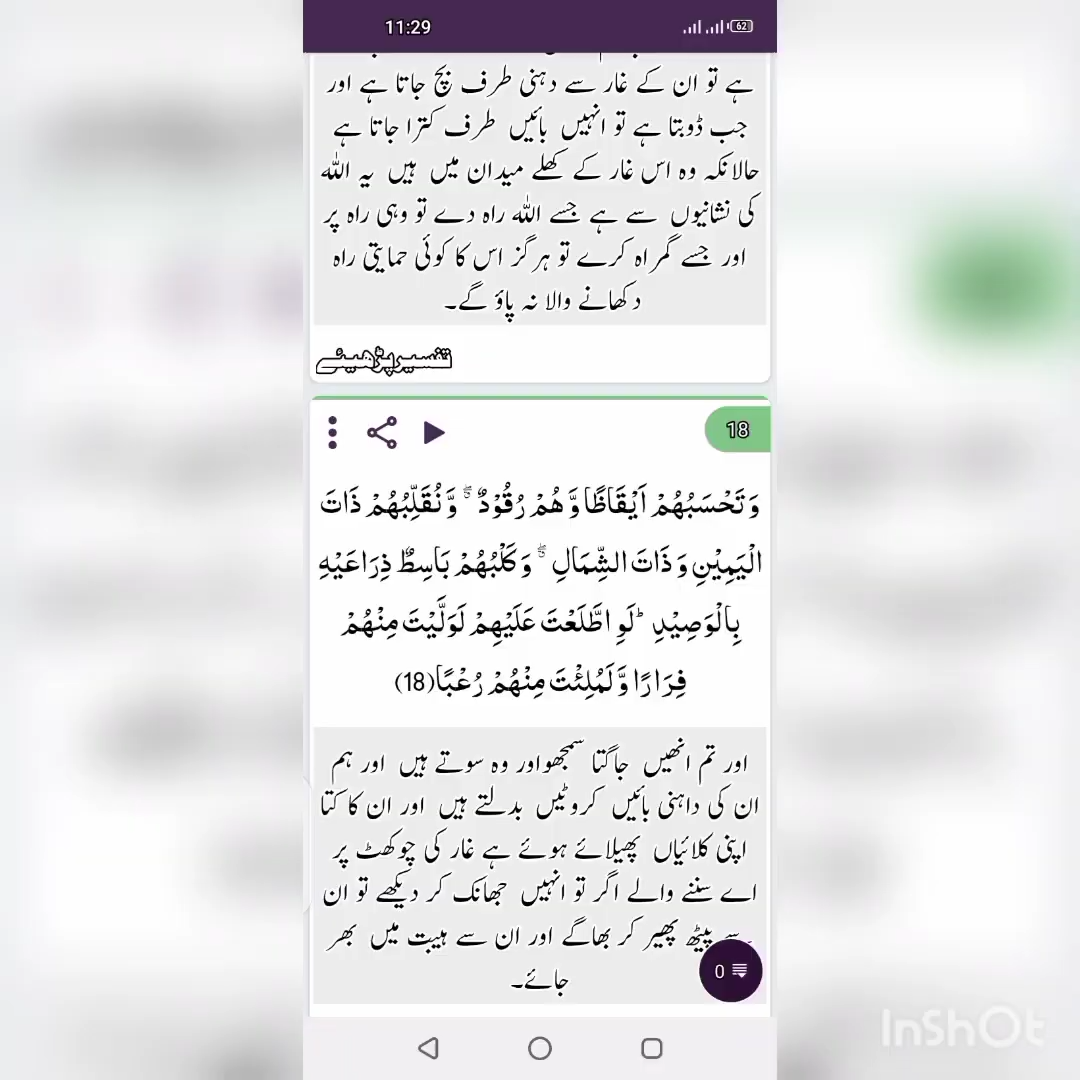 11:29
62
ہے تو ان کے غار سے دہنی طرف بچ جاتا ہے اور
جب ڈوبتا ہے تو انہیں بائیں طرف کترا جاتا ہے
حالانکہ وہ اس غار کے کھلے میدان میں ہیں یہ اللہ
کی نشانیوں سے ہے جسے اللہ راہ دے تو وہی راہ پر
اور جسے گمراہ کرے تو ہرگز اس کا کوئی حمایتی راہ
دکھانے والا نہ پاؤ گے۔
تفسیر پڑھیئے
18
وَ تَحْسَبُهُمْ اَیْقَاظًا وَّ هُمْ رُقُوْدٌ ۖۗ وَّ نُقَلِّبُهُمْ ذَاتَ
الْیَمِیْنِ وَ ذَاتَ الشِّمَالِ ۖۗ وَ كَلْبُهُمْ بَاسِطٌ ذِرَاعَیْهِ
بِالْوَصِیْدِؕ لَوِ اطَّلَعْتَ عَلَیْهِمْ لَوَلَّیْتَ مِنْهُمْ
فِرَارًا وَّ لَمُلِئْتَ مِنْهُمْ رُعْبًا(18)
اور تم انھیں جاگتا سمجھو اور وہ سوتے ہیں اور ہم
ان کی داہنی بائیں کروٹیں بدلتے ہیں اور ان کا کتا
اپنی کلائیاں پھیلائے ہوئے ہے غار کی چوکھٹ پر
اے سننے والے اگر تو انہیں جھانک کر دیکھے تو ان
سے پیٹھ پھیر کر بھاگے اور ان سے ہیبت میں بھر
جائے۔
0
InShOt